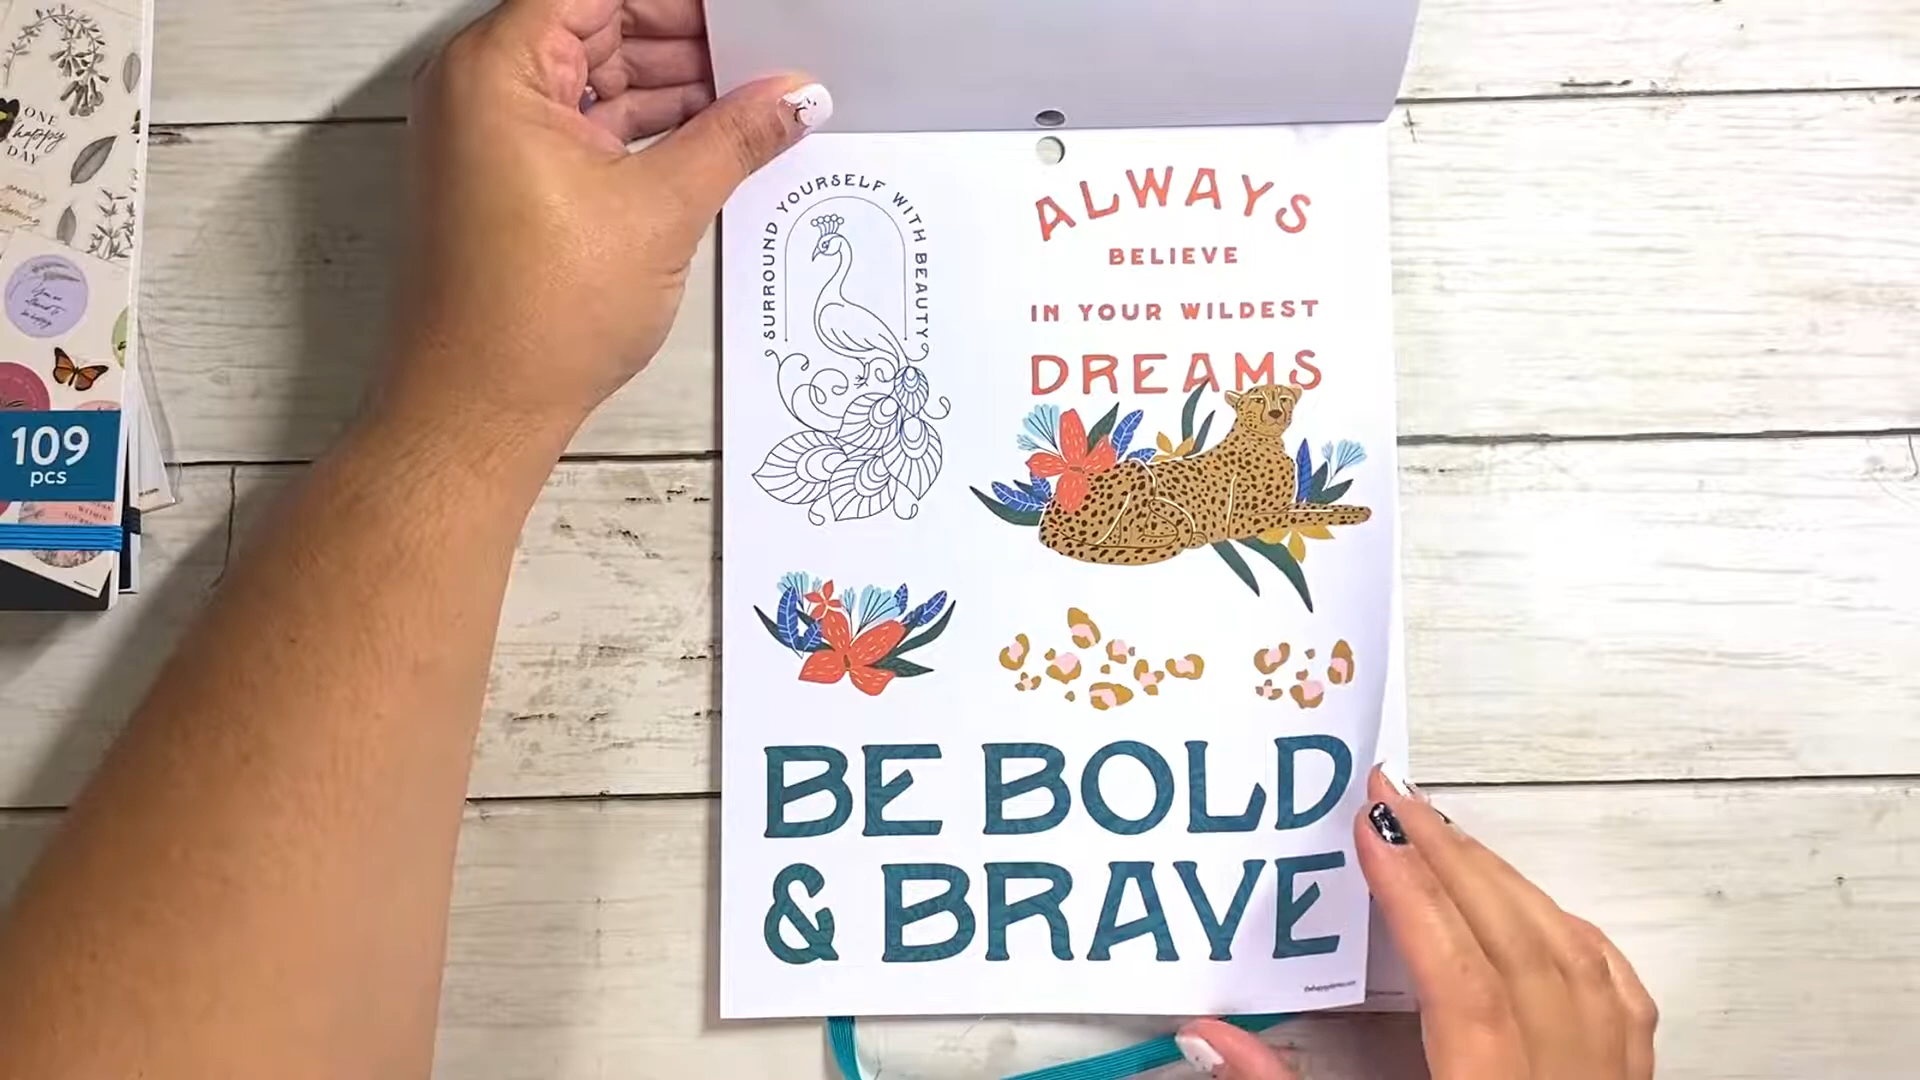 ONE
happy
DAY
109
pcs
SURROUND YOURSELF WITH BEAUTY
ALWAYS
BELIEVE
IN YOUR WILDEST
DREAMS
BE BOLD
& BRAVE